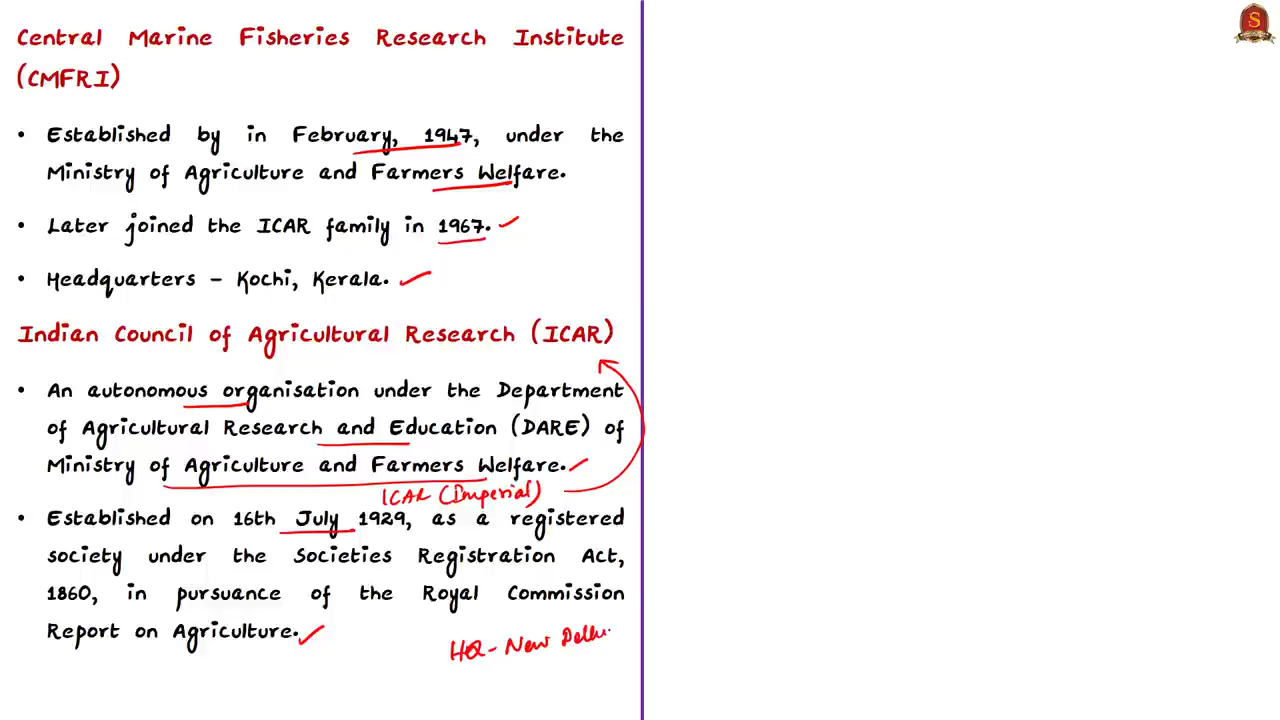 Central Marine Fisheries Research Institute
(CMFRI)
• Established by in February, 1947, under the
Ministry of Agriculture and Farmers Welfare.
• Later joined the ICAR family in 1967.
• Headquarters – Kochi, Kerala.
Indian Council of Agricultural Research (ICAR)
• An autonomous organisation under the Department
of Agricultural Research and Education (DARE) of
Ministry of Agriculture and Farmers Welfare.
ICAR (Imperial)
• Established on 16th July 1929, as a registered
society under the Societies Registration Act,
1860, in pursuance of the Royal Commission
Report on Agriculture.
HQ - New Delhi
S